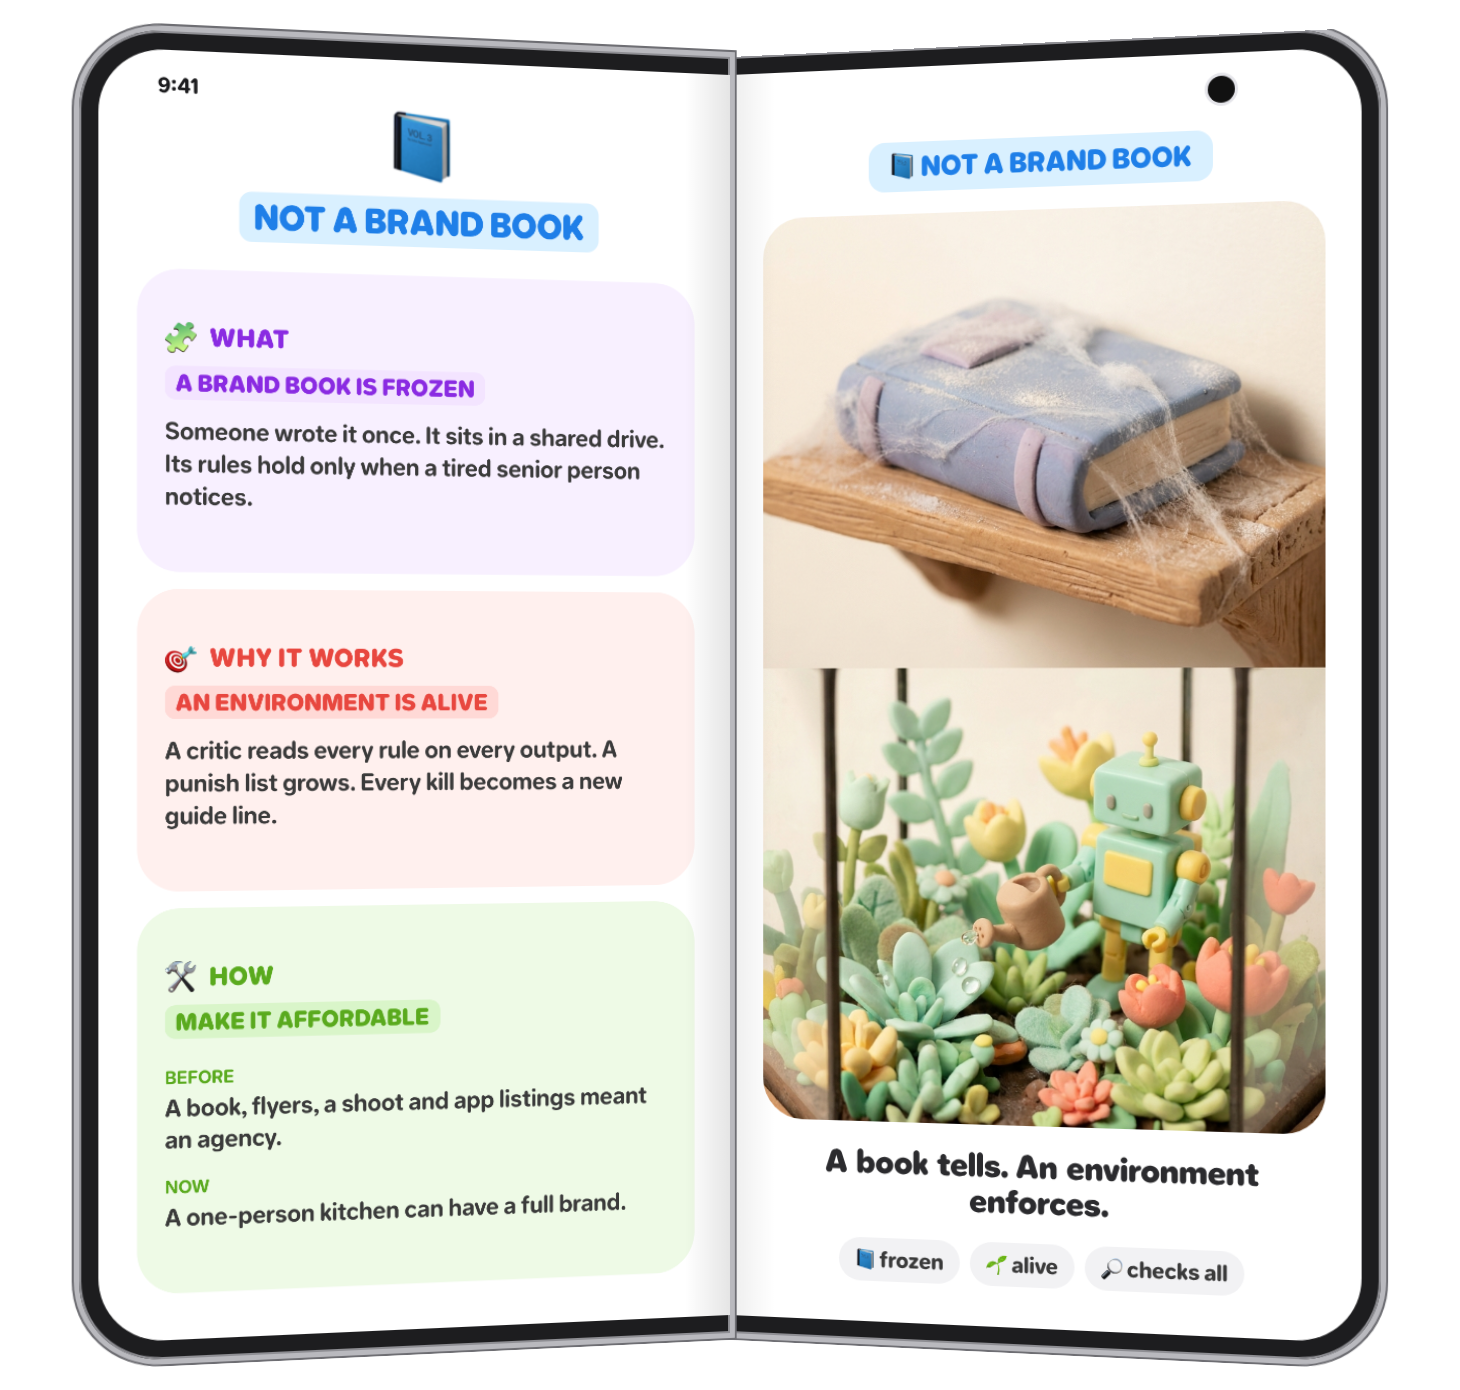 9:41
VOL. 3
NOT A BRAND BOOK
WHAT
A BRAND BOOK IS FROZEN
Someone wrote it once. It sits in a shared drive.
Its rules hold only when a tired senior person
notices.
WHY IT WORKS
AN ENVIRONMENT IS ALIVE
A critic reads every rule on every output. A
punish list grows. Every kill becomes a new
guide line.
HOW
MAKE IT AFFORDABLE
BEFORE
A book, flyers, a shoot and app listings meant
an agency.
NOW
A one-person kitchen can have a full brand.
NOT A BRAND BOOK
A book tells. An environment
enforces.
frozen
alive
checks all